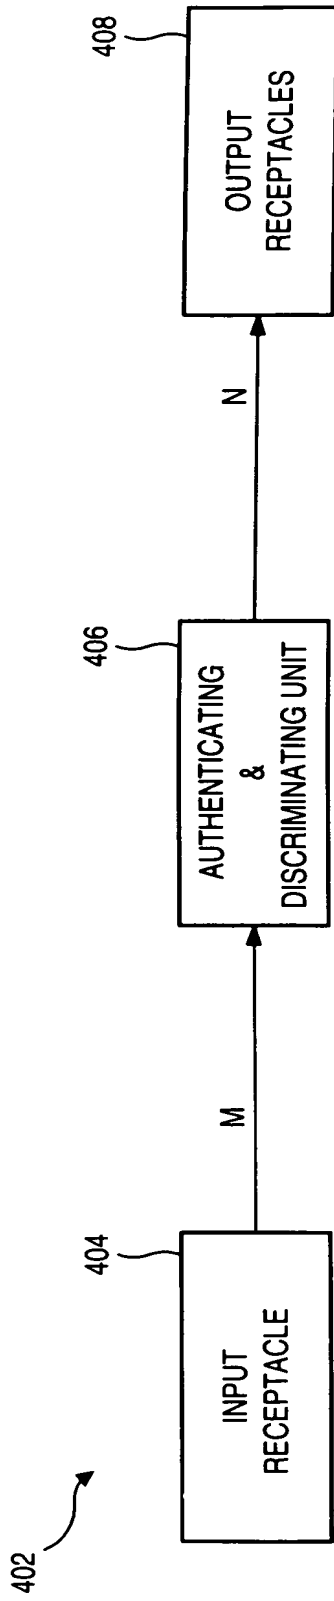 402
404
INPUT
RECEPTACLE
M
406
AUTHENTICATING
&
DISCRIMINATING UNIT
N
408
OUTPUT
RECEPTACLES